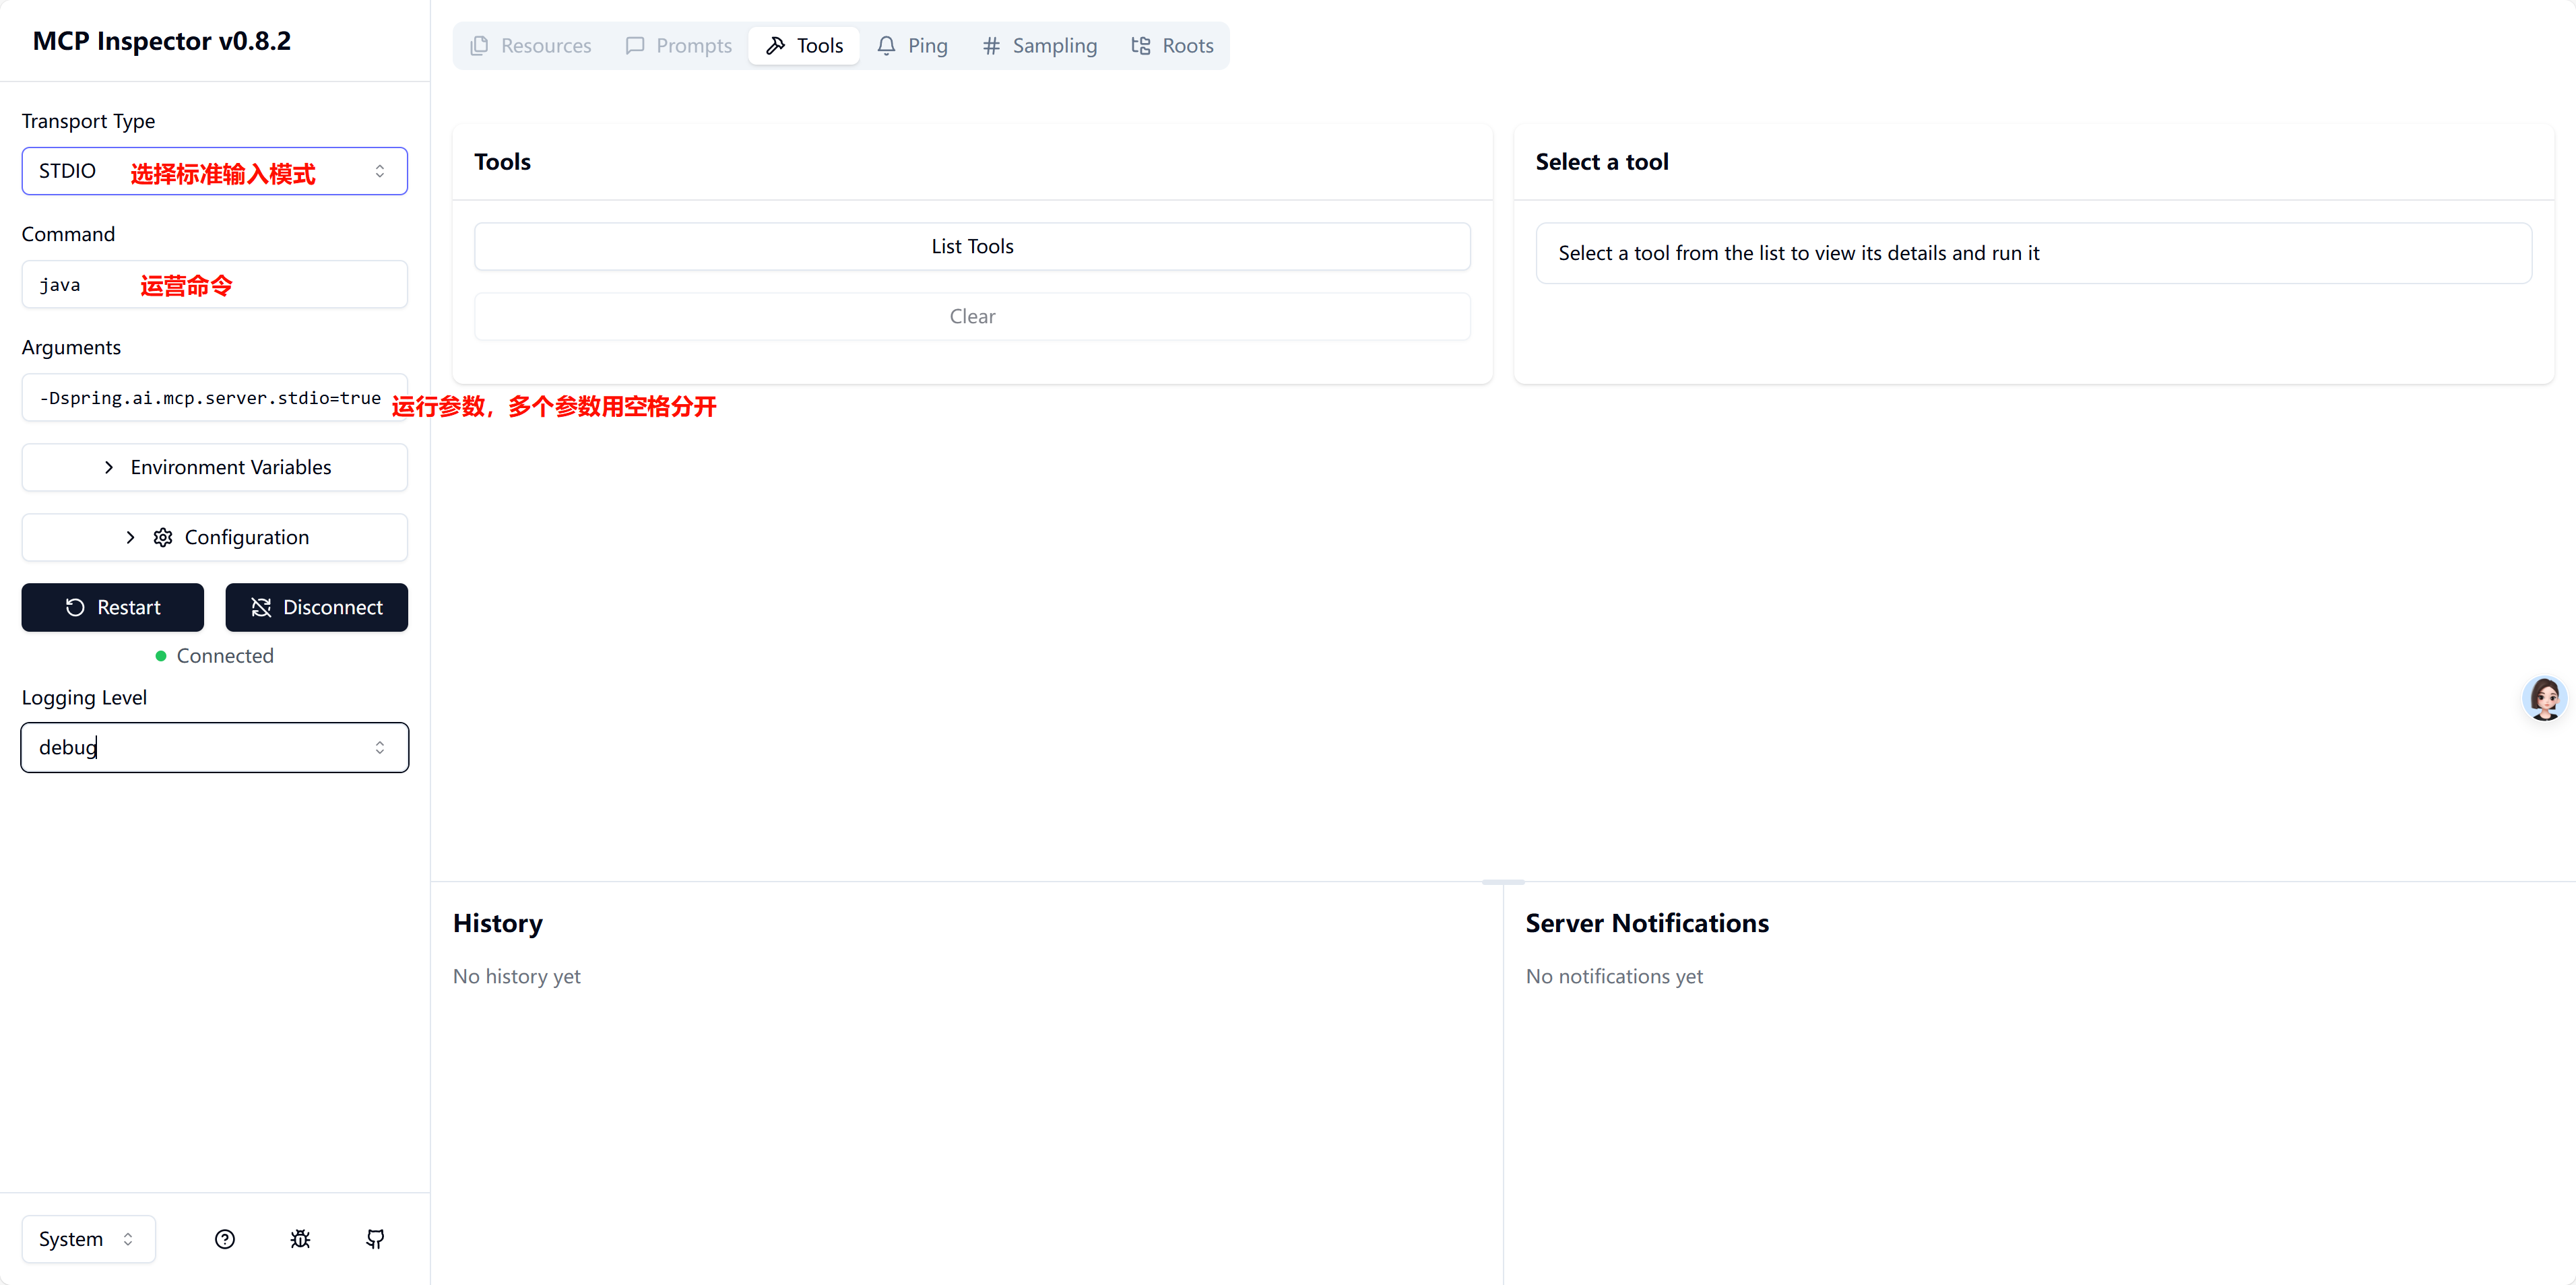 MCP Inspector v0.8.2
Transport Type
STDIO 选择标准输入模式
Command
java 运营命令
Arguments
-Dspring.ai.mcp.server.stdio=true 运行参数，多个参数用空格分开
Environment Variables
Configuration
Restart Disconnect
Connected
Logging Level
debug
System
Resources Prompts Tools Ping Sampling Roots
Tools
List Tools
Clear
Select a tool
Select a tool from the list to view its details and run it
History
No history yet
Server Notifications
No notifications yet